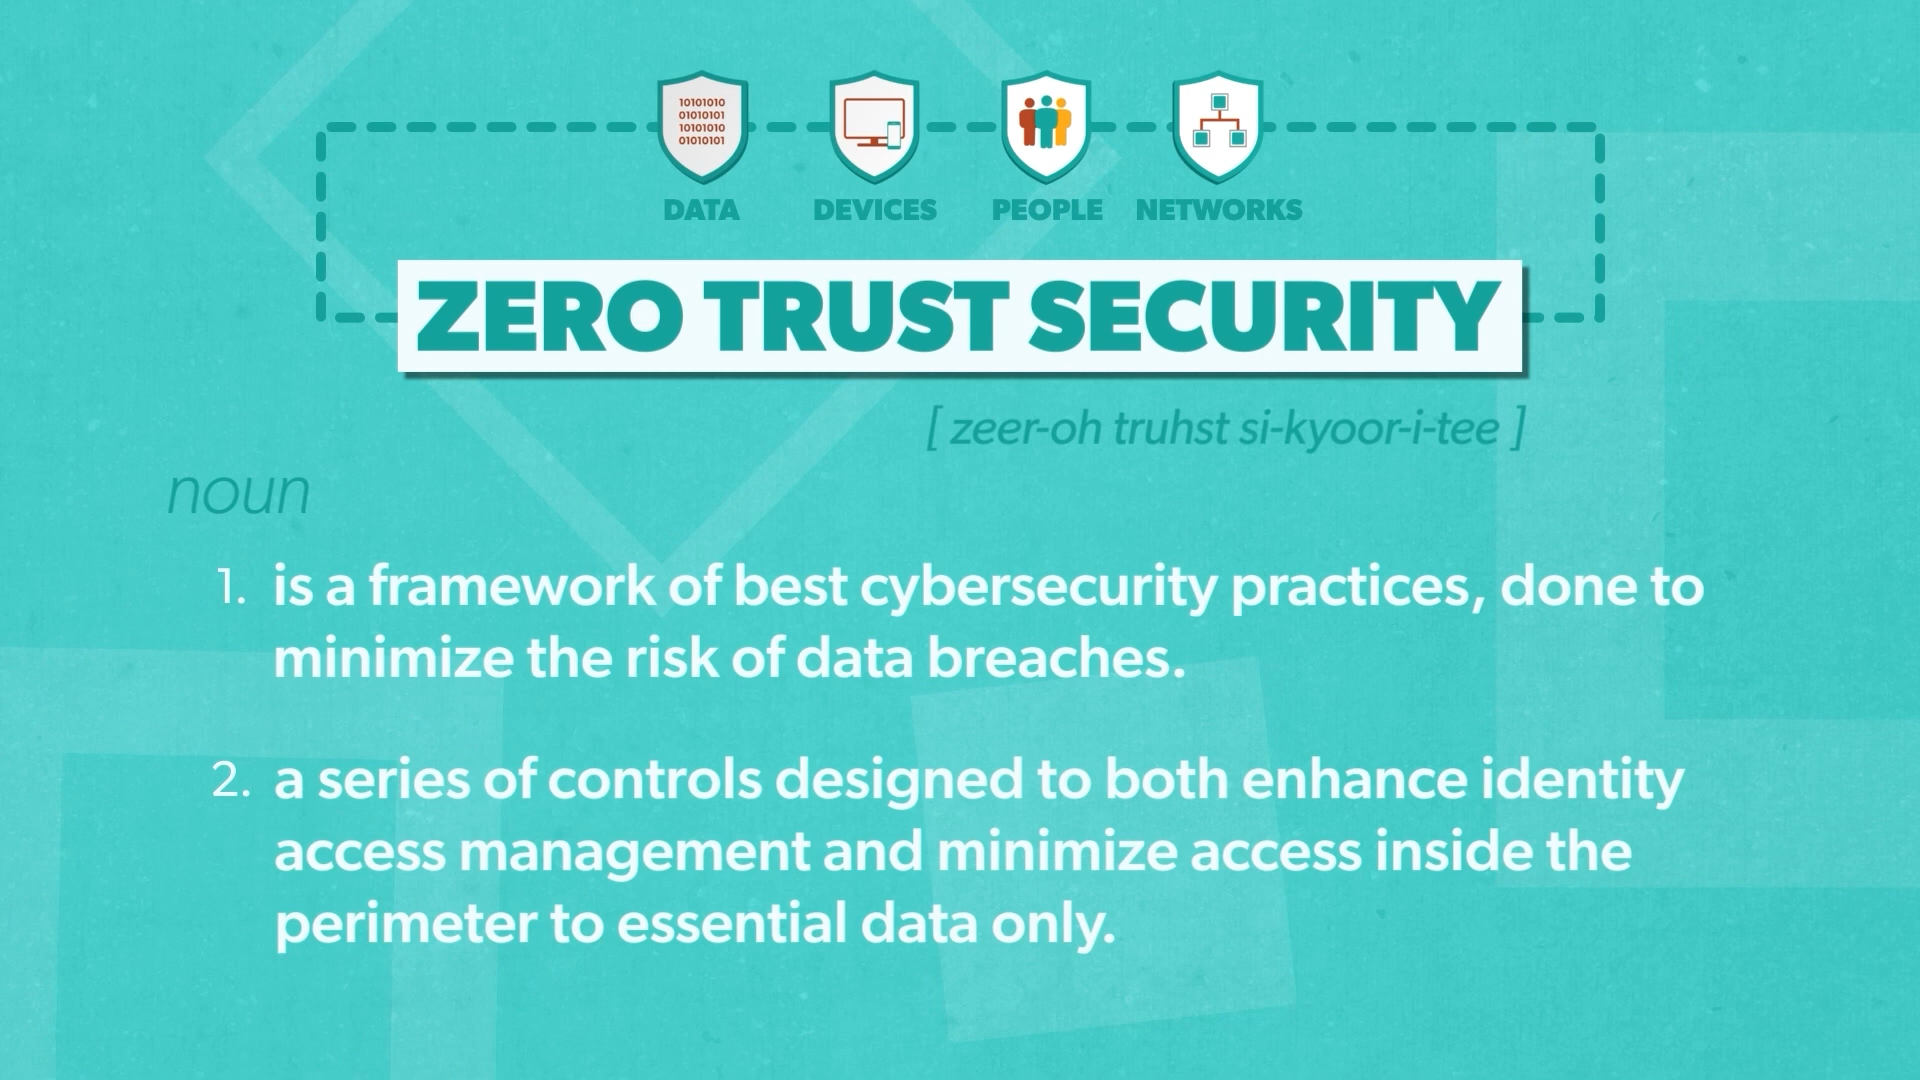 10101010
01010101
10101010
01010101
DATA DEVICES PEOPLE NETWORKS
ZERO TRUST SECURITY
[ zeer-oh truhst si-kyoor-i-tee ]
noun
1. is a framework of best cybersecurity practices, done to
minimize the risk of data breaches.
2. a series of controls designed to both enhance identity
access management and minimize access inside the
perimeter to essential data only.